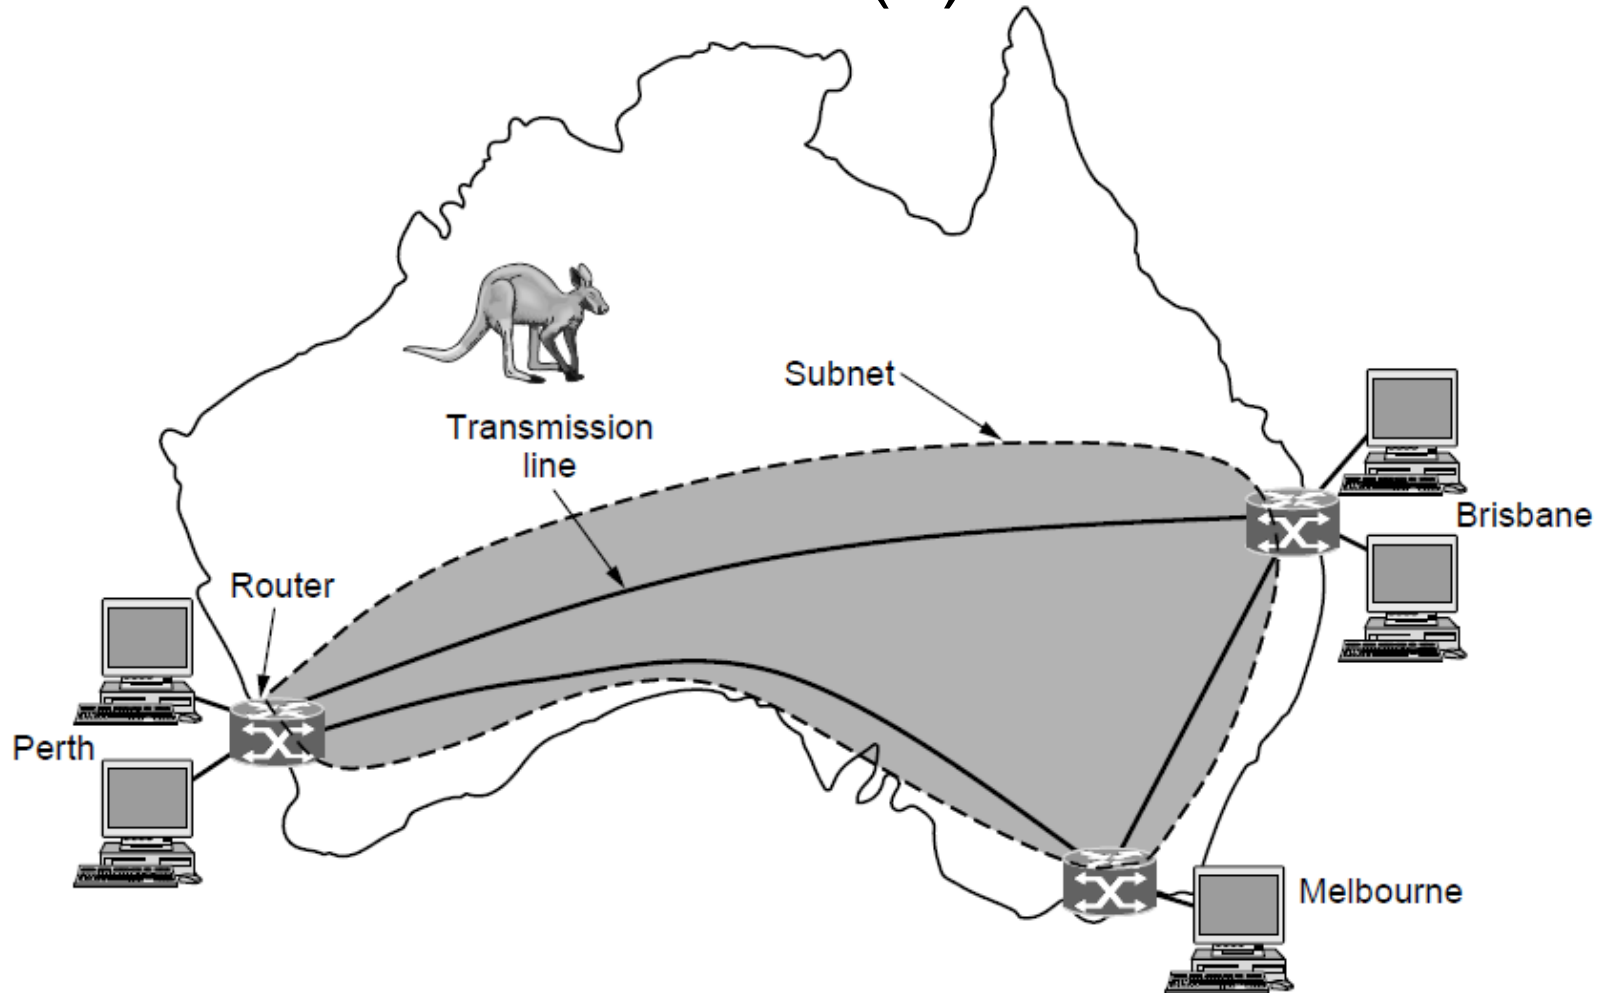 Subnet
Transmission
line
Brisbane
Router
Perth
Melbourne